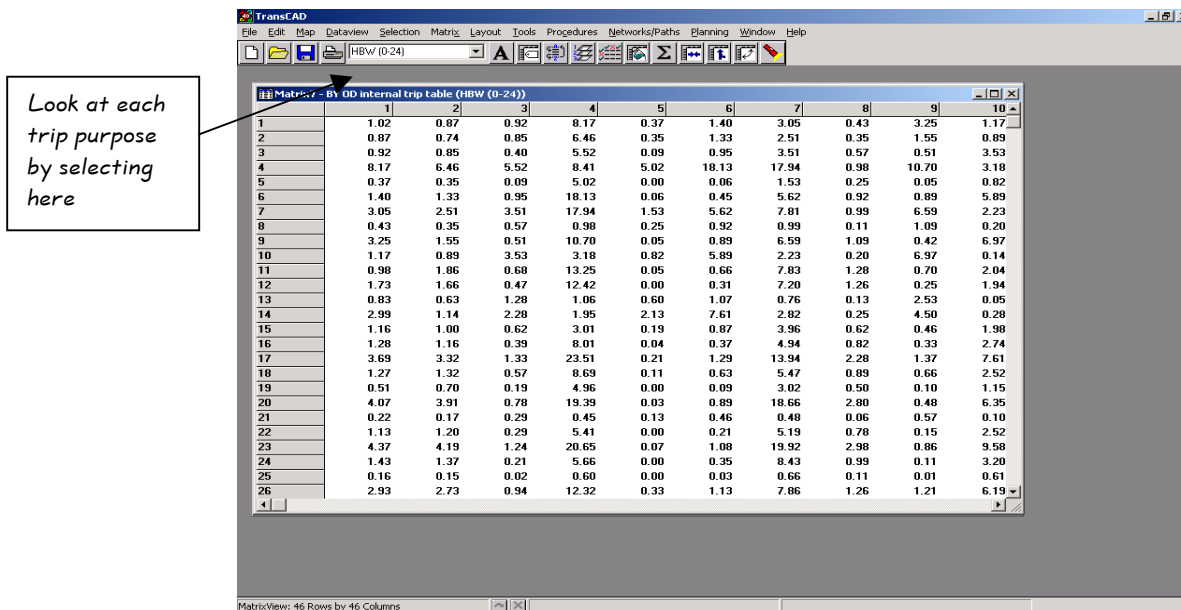 TransCAD
File Edit Map Dataview Selection Matrix Layout Tools Procedures Networks/Paths Planning Window Help
HBW (0-24)
Look at each
trip purpose
by selecting
here
Matrix7 - BY OD internal trip table (HBW (0-24))
1 2 3 4 5 6 7 8 9 10
1 1.02 0.87 0.92 8.17 0.37 1.40 3.05 0.43 3.25 1.17
2 0.87 0.74 0.85 6.46 0.35 1.33 2.51 0.35 1.55 0.89
3 0.92 0.85 0.40 5.52 0.09 0.95 3.51 0.57 0.51 3.53
4 8.17 6.46 5.52 8.41 5.02 18.13 17.94 0.98 10.70 3.18
5 0.37 0.35 0.09 5.02 0.00 0.06 1.53 0.25 0.05 0.82
6 1.40 1.33 0.95 18.13 0.06 0.45 5.62 0.92 0.89 5.89
7 3.05 2.51 3.51 17.94 1.53 5.62 7.81 0.99 6.59 2.23
8 0.43 0.35 0.57 0.98 0.25 0.92 0.99 0.11 1.09 0.20
9 3.25 1.55 0.51 10.70 0.05 0.89 6.59 1.09 0.42 6.97
10 1.17 0.89 3.53 3.18 0.82 5.89 2.23 0.20 6.97 0.14
11 0.98 1.86 0.68 13.25 0.05 0.66 7.83 1.28 0.70 2.04
12 1.73 1.66 0.47 12.42 0.00 0.31 7.20 1.26 0.25 1.94
13 0.83 0.63 1.28 1.06 0.60 1.07 0.76 0.13 2.53 0.05
14 2.99 1.14 2.28 1.95 2.13 7.61 2.82 0.25 4.50 0.28
15 1.16 1.00 0.62 3.01 0.19 0.87 3.96 0.62 0.46 1.98
16 1.28 1.16 0.39 8.01 0.04 0.37 4.94 0.82 0.33 2.74
17 3.69 3.32 1.33 23.51 0.21 1.29 13.94 2.28 1.37 7.61
18 1.27 1.32 0.57 8.69 0.11 0.63 5.47 0.89 0.66 2.52
19 0.51 0.70 0.19 4.96 0.00 0.09 3.02 0.50 0.10 1.15
20 4.07 3.91 0.78 19.39 0.03 0.89 18.66 2.80 0.48 6.35
21 0.22 0.17 0.29 0.45 0.13 0.46 0.48 0.06 0.57 0.10
22 1.13 1.20 0.29 5.41 0.00 0.21 5.19 0.78 0.15 2.52
23 4.37 4.19 1.24 20.65 0.07 1.08 19.92 2.98 0.86 9.58
24 1.43 1.37 0.21 5.66 0.00 0.35 8.43 0.99 0.11 3.20
25 0.16 0.15 0.02 0.60 0.00 0.03 0.66 0.11 0.01 0.61
26 2.93 2.73 0.94 12.32 0.33 1.13 7.86 1.26 1.21 6.19
MatrixView: 46 Rows by 46 Columns